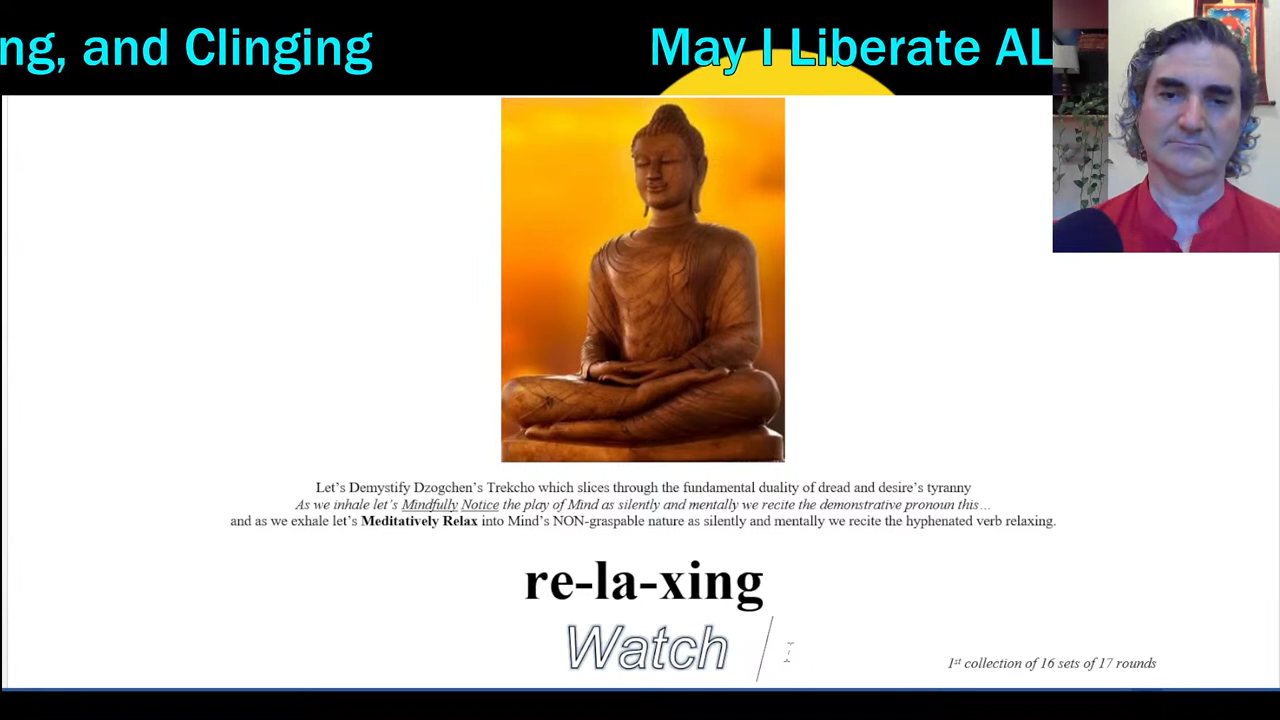 ng, and Clinging
May I Liberate AL
Let's Demystify Dzogchen's Trekcho which slices through the fundamental duality of dread and desire's tyranny
As we inhale let's Mindfully Notice the play of Mind as silently and mentally we recite the demonstrative pronoun this…
and as we exhale let's Meditatively Relax into Mind's NON-graspable nature as silently and mentally we recite the hyphenated verb relaxing.
re-la-xing
Watch
1st collection of 16 sets of 17 rounds